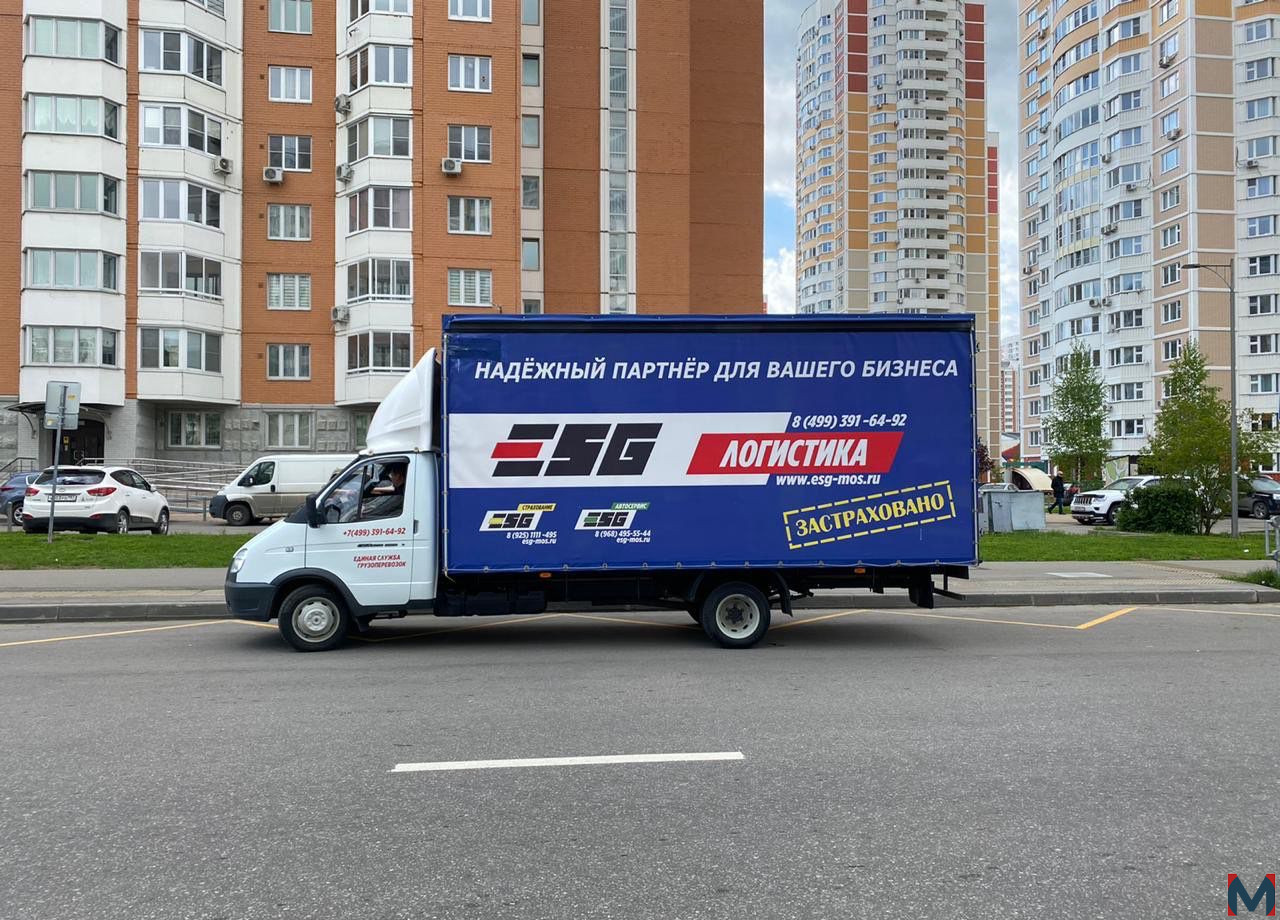 НАДЁЖНЫЙ ПАРТНЁР ДЛЯ ВАШЕГО БИЗНЕСА
8 (499) 391-64-92
ESG
ЛОГИСТИКА
www.esg-mos.ru
СТРАХОВАНИЕ
ESG
8 (925) 1111-495
esg-mos.ru
АВТОСЕРВИС
ESG
8 (968) 495-55-44
esg-mos.ru
ЗАСТРАХОВАНО
+7(499) 391-64-92
ЕДИНАЯ СЛУЖБА
ГРУЗОПЕРЕВОЗОК
M